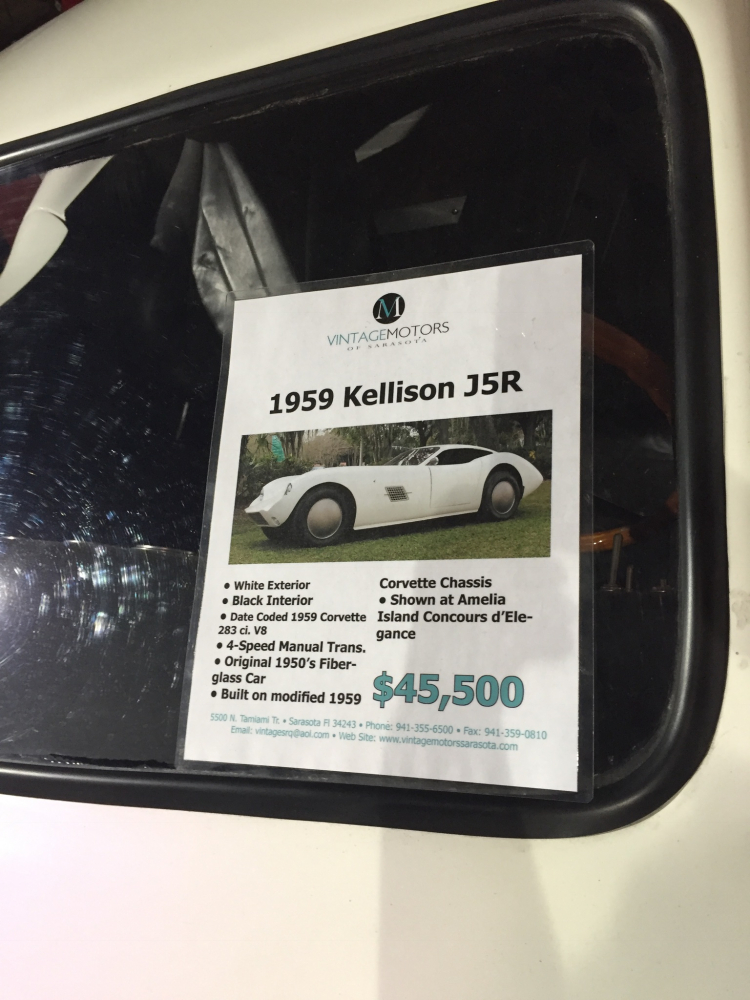 M
VINTAGEMOTORS
OF SARASOTA
1959 Kellison J5R
• White Exterior
• Black Interior
• Date Coded 1959 Corvette
283 ci. V8
• 4-Speed Manual Trans.
• Original 1950's Fiber-
glass Car
• Built on modified 1959
Corvette Chassis
• Shown at Amelia
Island Concours d'Ele-
gance
$45,500
5500 N. Tamiami Tr. • Sarasota Fl 34243 • Phone: 941-355-6500 • Fax: 941-359-0810
Email: vintagesrq@aol.com • Web Site: www.vintagemotorssarasota.com